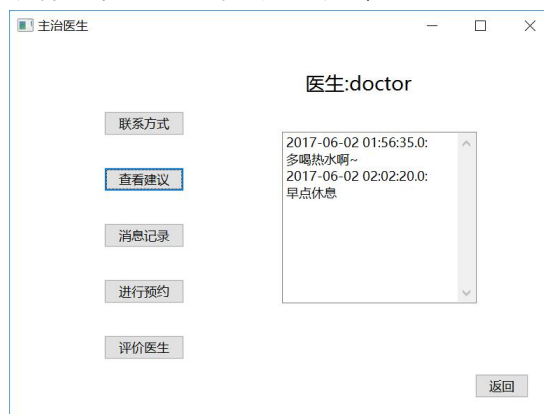 主治医生
医生:doctor
联系方式
查看建议
消息记录
进行预约
评价医生
2017-06-02 01:56:35.0:
多喝热水啊~
2017-06-02 02:02:20.0:
早点休息
返回